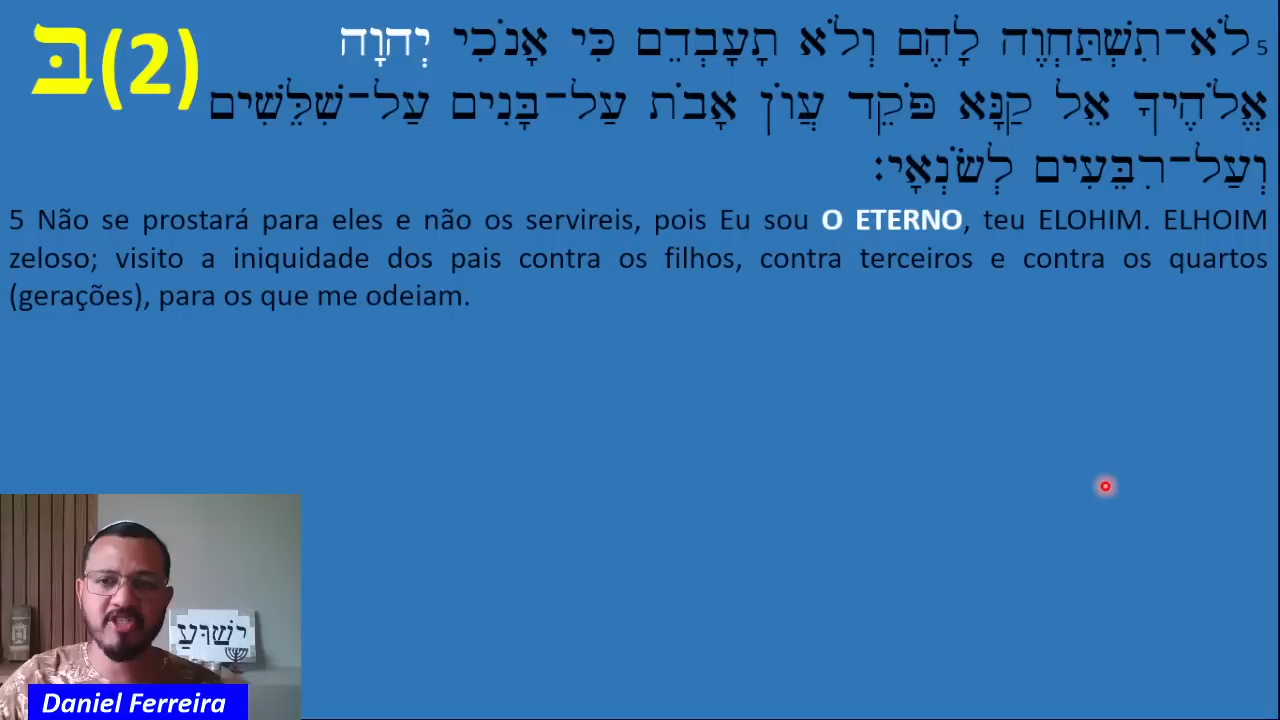 בּ(2)
5 לֹא־תִשְׁתַּחְוֶה לָהֶם וְלֹא תָעָבְדֵם כִּי אָנֹכִי יְהוָה
אֱלֹהֶיךָ אֵל קַנָּא פֹּקֵד עֲוֹן אָבֹת עַל־בָּנִים עַל־שִׁלֵּשִׁים
וְעַל־רִבֵּעִים לְשֹׂנְאָי׃
5 Não se prostará para eles e não os servireis, pois Eu sou O ETERNO, teu ELOHIM. ELHOIM
zeloso; visito a iniquidade dos pais contra os filhos, contra terceiros e contra os quartos
(gerações), para os que me odeiam.
יֵשׁוּעַ
Daniel Ferreira